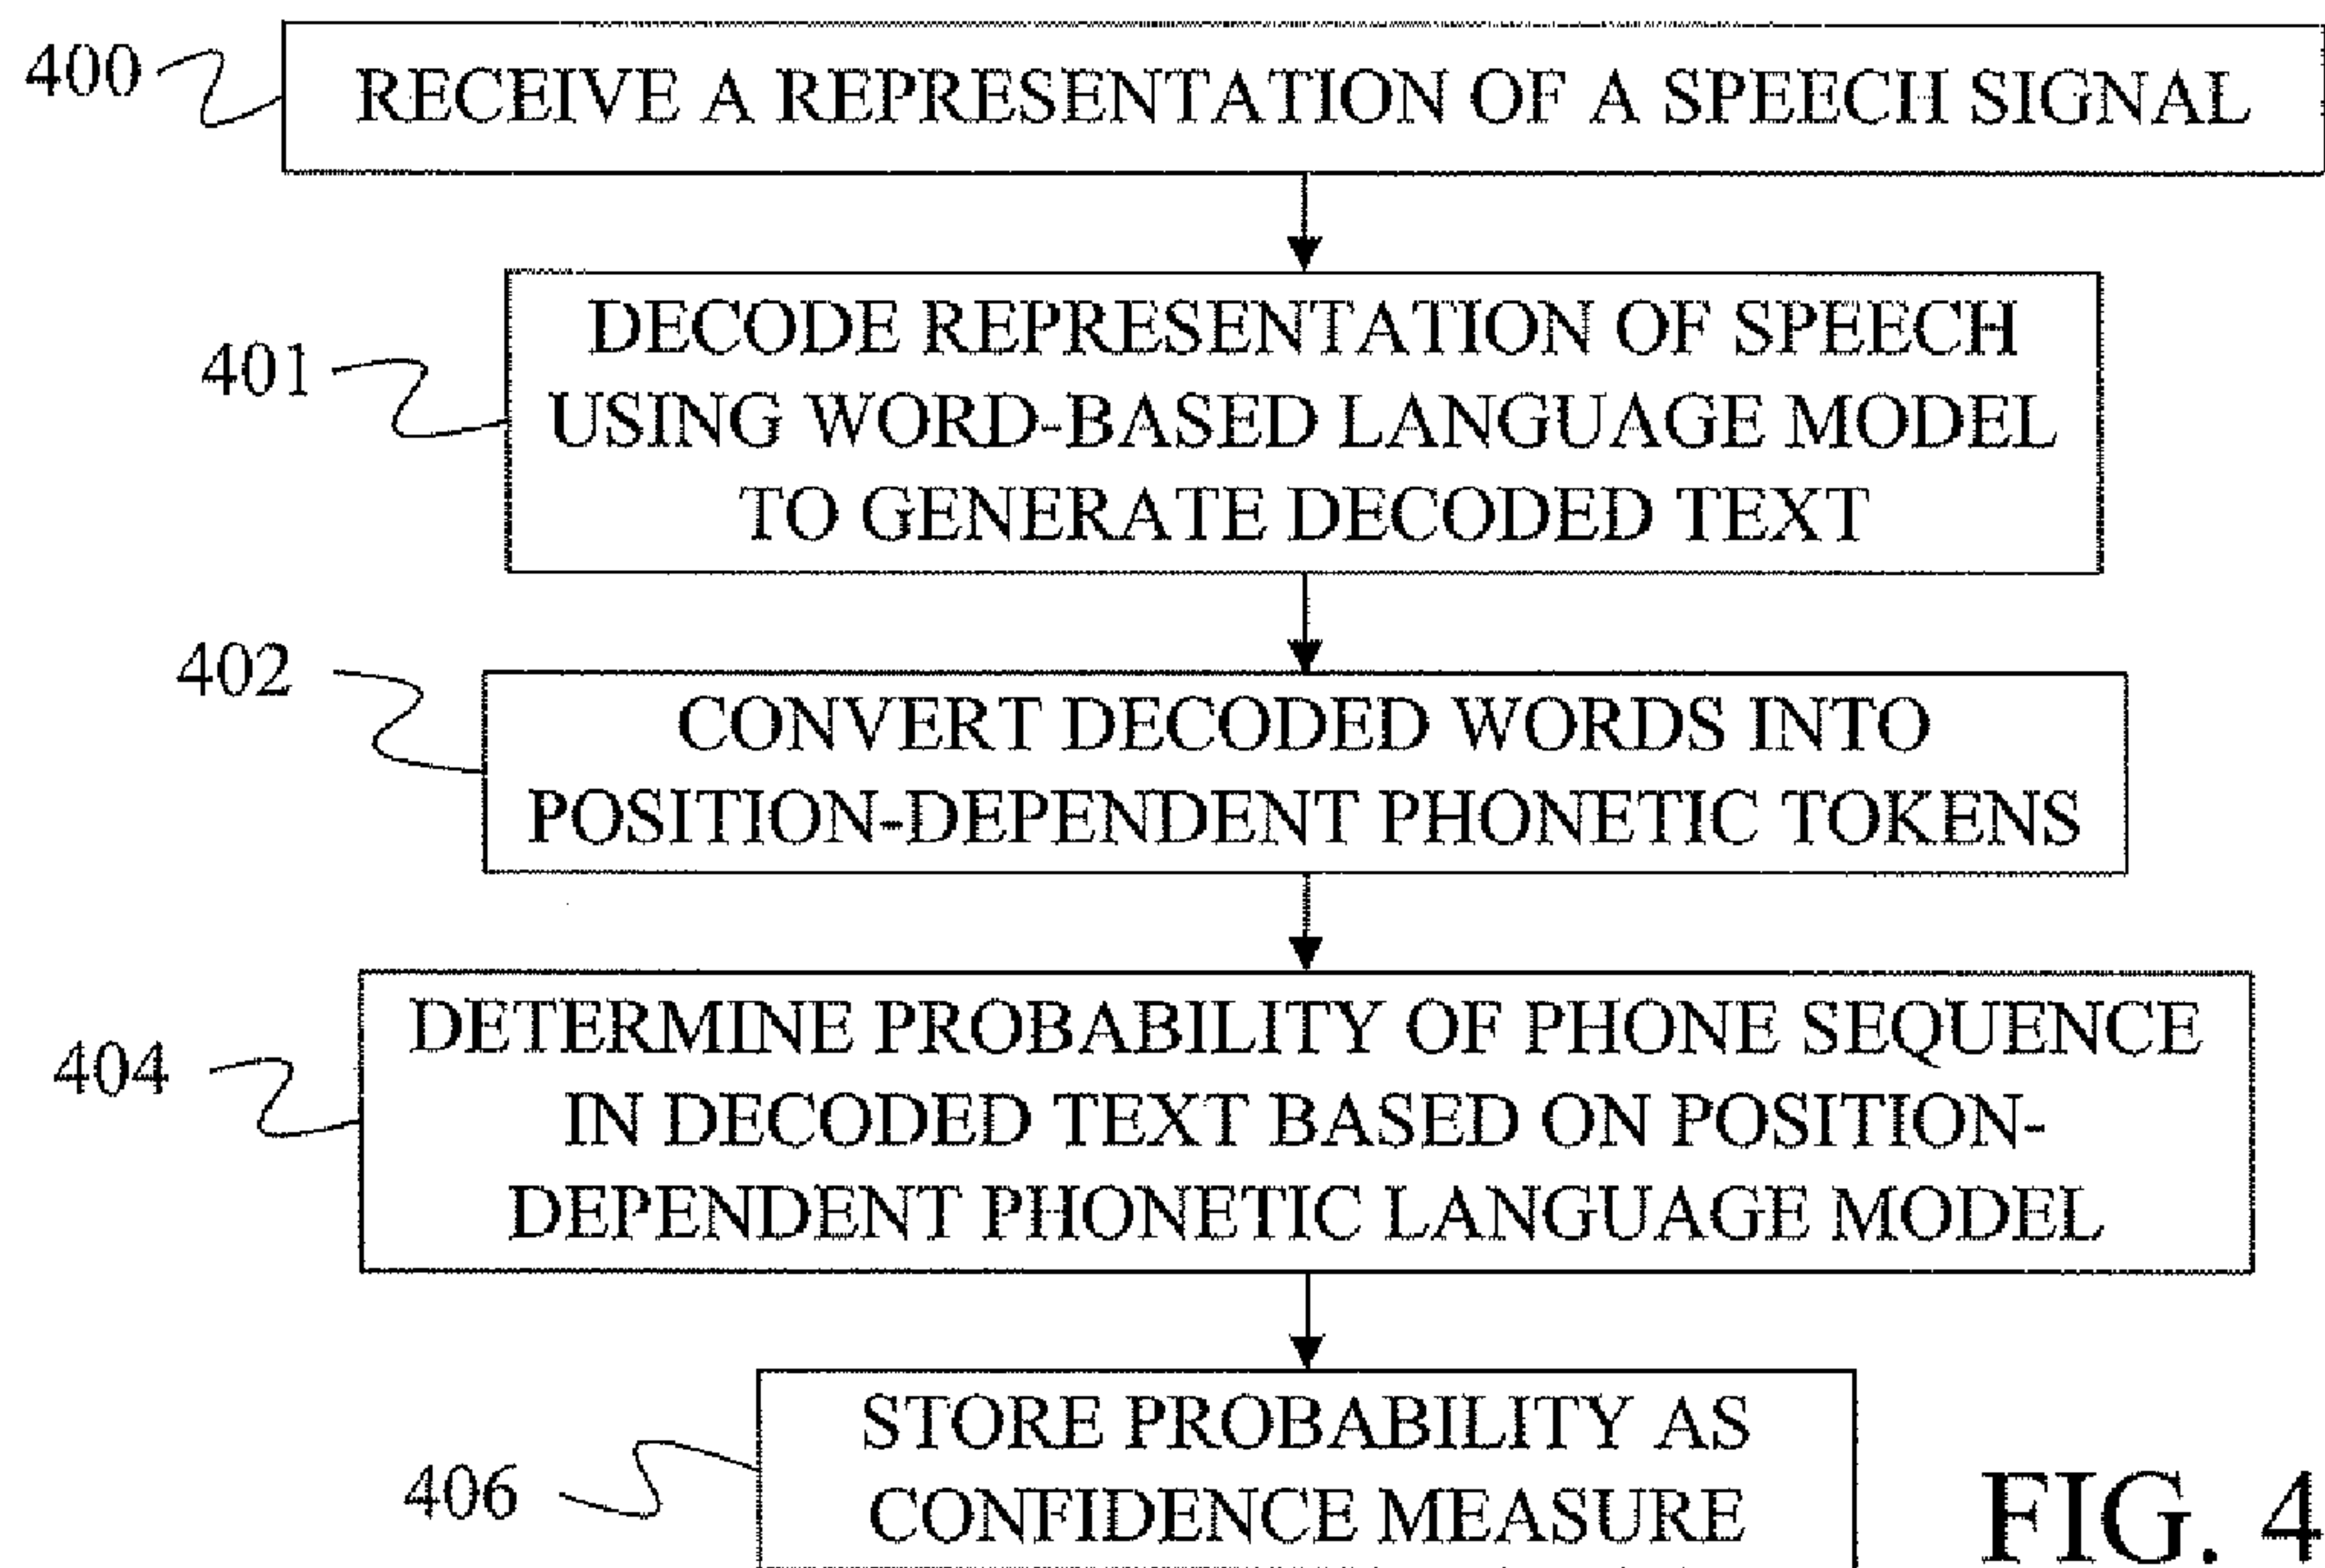 400
RECEIVE A REPRESENTATION OF A SPEECH SIGNAL
401
DECODE REPRESENTATION OF SPEECH
USING WORD-BASED LANGUAGE MODEL
TO GENERATE DECODED TEXT
402
CONVERT DECODED WORDS INTO
POSITION-DEPENDENT PHONETIC TOKENS
404
DETERMINE PROBABILITY OF PHONE SEQUENCE
IN DECODED TEXT BASED ON POSITION-
DEPENDENT PHONETIC LANGUAGE MODEL
406
STORE PROBABILITY AS
CONFIDENCE MEASURE
FIG. 4